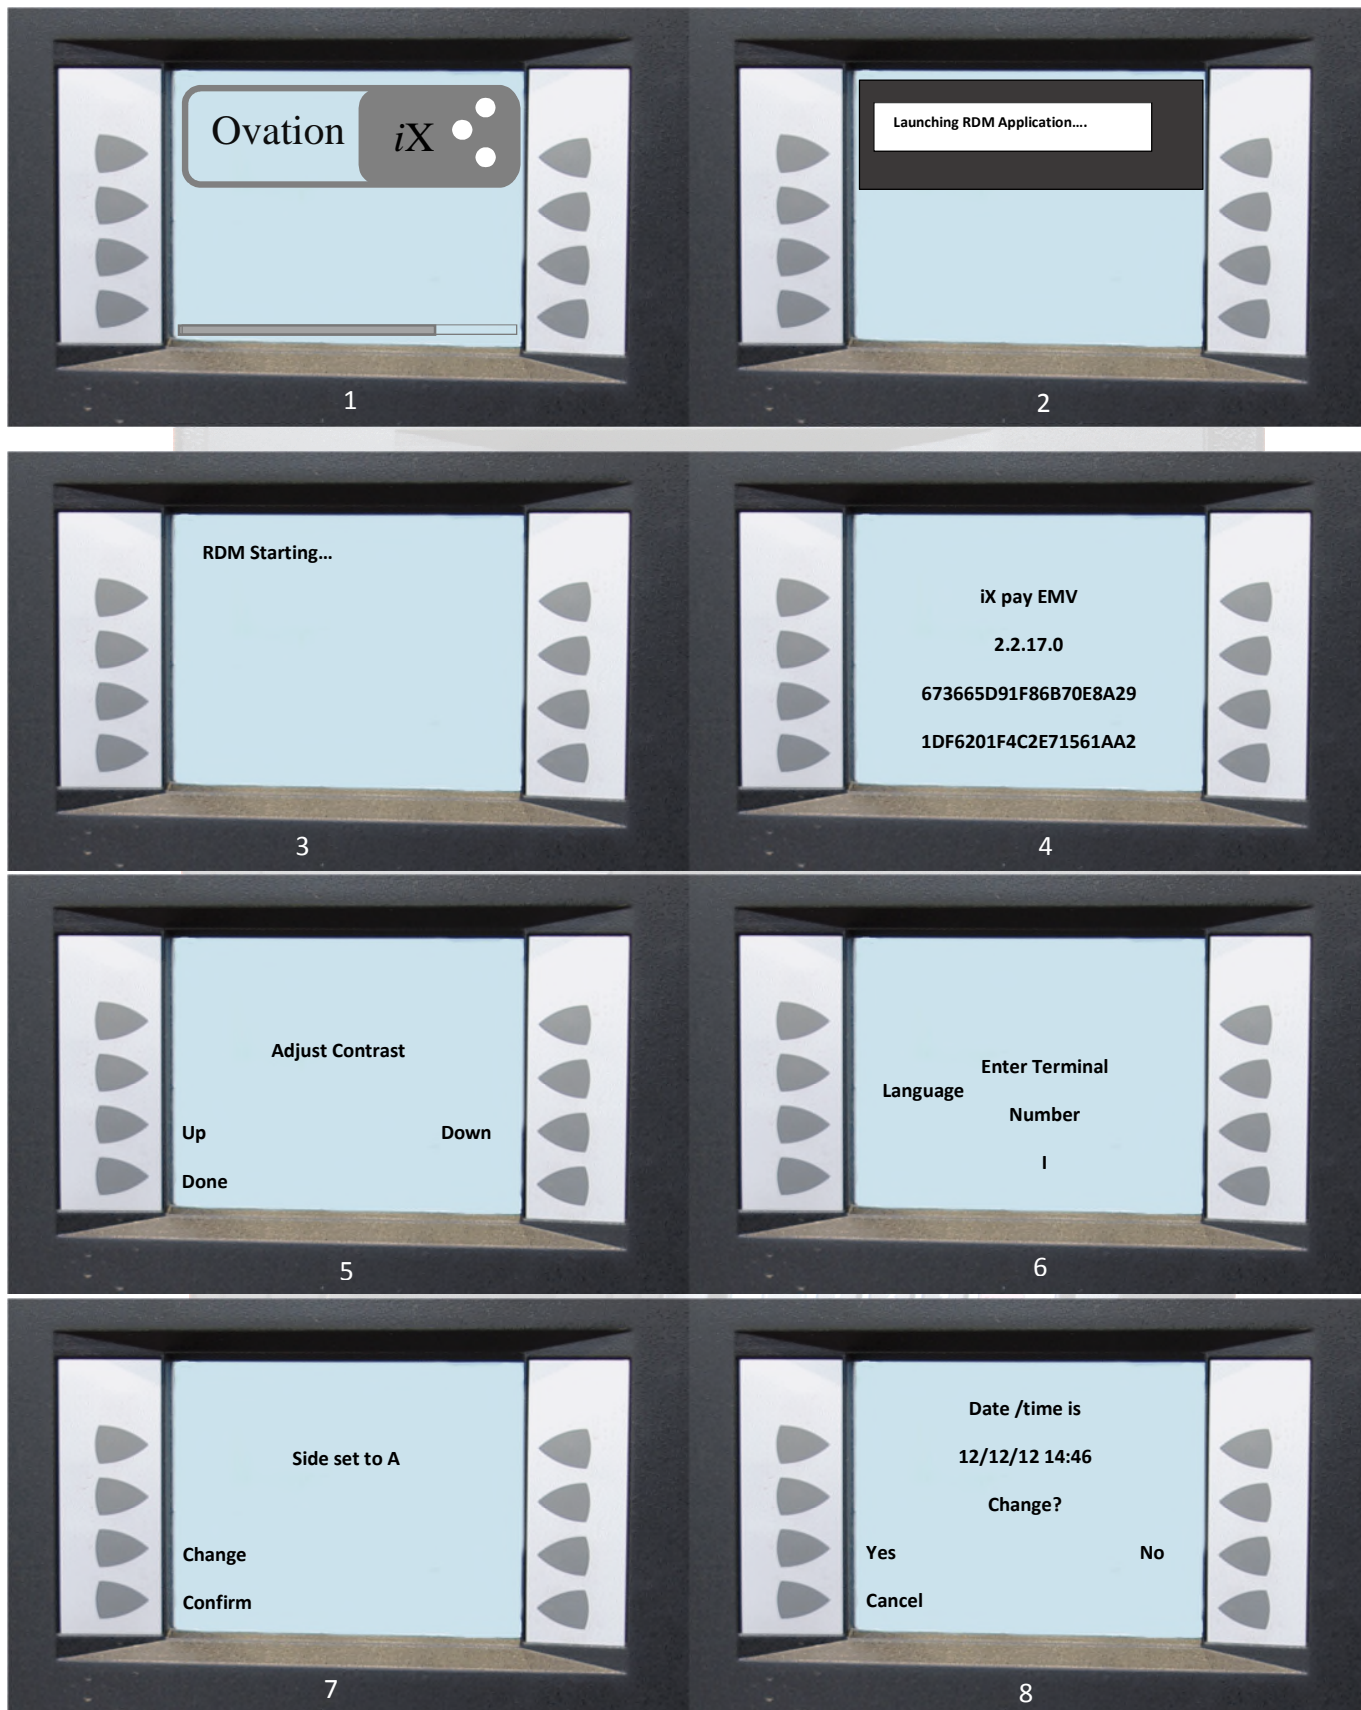 Ovation iX
1
Launching RDM Application....
2
RDM Starting...
3
iX pay EMV
2.2.17.0
673665D91F86B70E8A29
1DF6201F4C2E71561AA2
4
Adjust Contrast
Up Down
Done
5
Enter Terminal
Language
Number
I
6
Side set to A
Change
Confirm
7
Date /time is
12/12/12 14:46
Change?
Yes No
Cancel
8